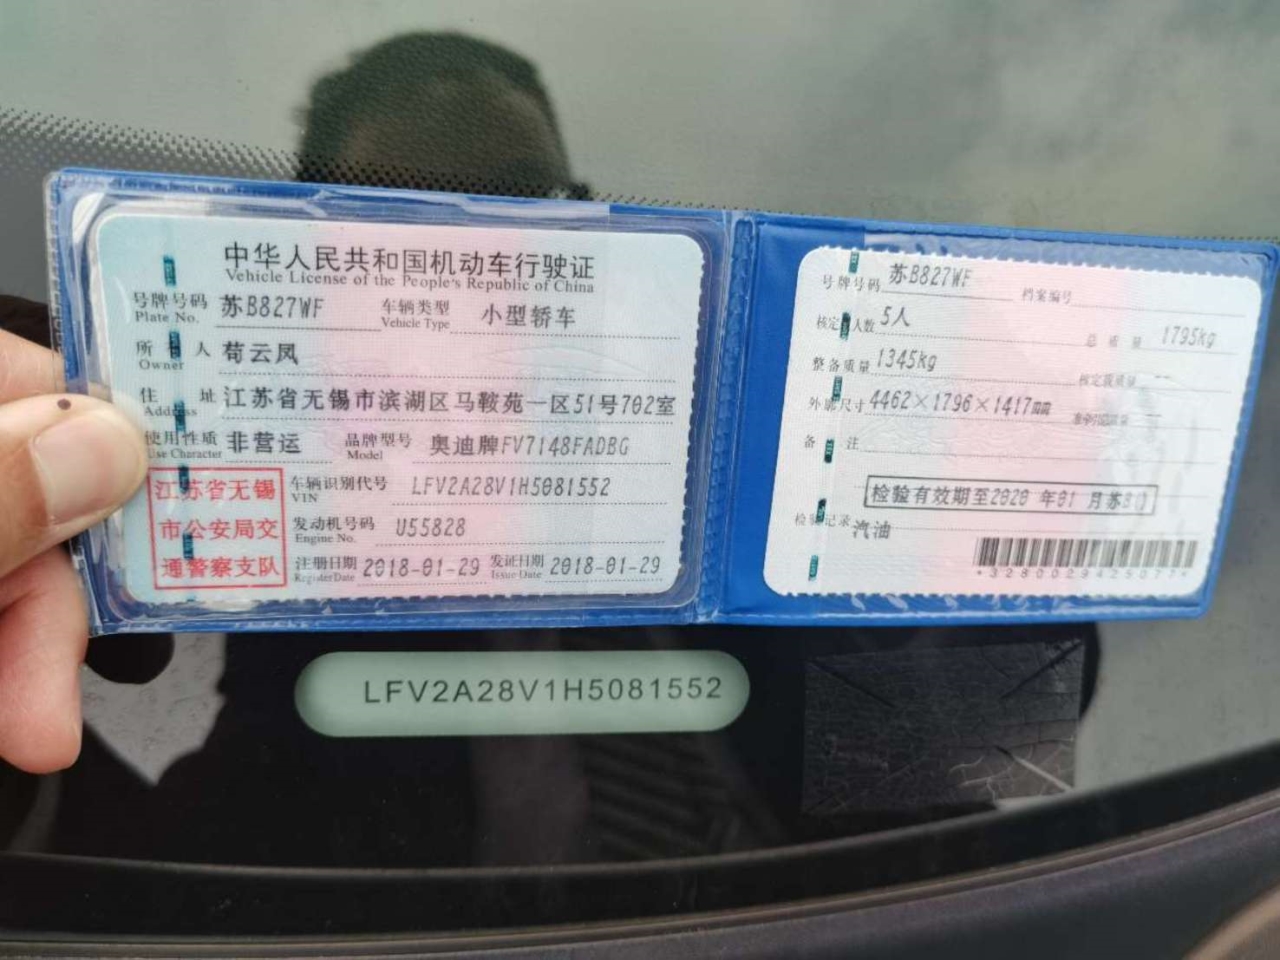 中华人民共和国机动车行驶证
Vehicle License of the People's Republic of China
号牌号码 苏B827WF 车辆类型 小型轿车
Plate No. Vehicle Type
所 人 苟云凤
Owner
住 址 江苏省无锡市滨湖区马鞍苑一区51号702室
Address
使用性质 非营运 品牌型号 奥迪牌FV7148FADBG
Use Character Model
江苏省无锡
市公安局交
通警察支队
车辆识别代号 LFV2A28V1H5081552
VIN
发动机号码 U55828
Engine No.
注册日期 2018-01-29 发证日期 2018-01-29
Register Date Issue Date
号牌号码 苏B827WF 档案编号
核定 人数 5人 总质量 1795kg
整备质量 1345kg 核定载质量 --
外廓尺寸 4462×1796×1417mm --
备 注
检验有效期至2020 年01 月苏B()
检验记录 汽油
*3280029425077*
LFV2A28V1H5081552